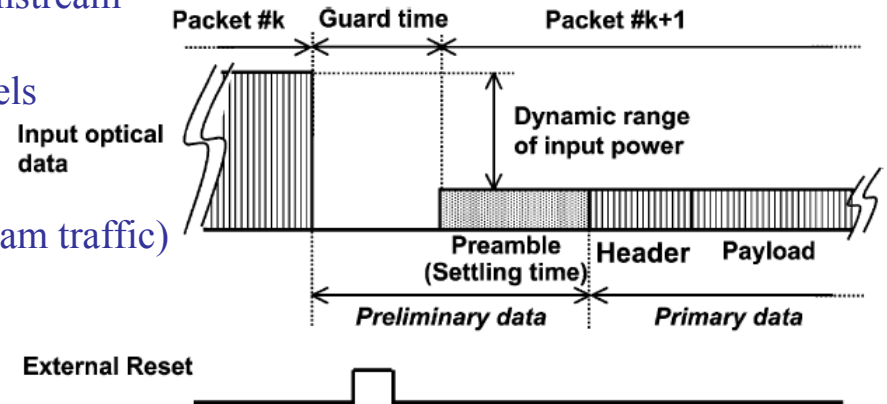 nstream
els
am traffic)
Packet #k
Guard time
Packet #k+1
Input optical
data
Dynamic range
of input power
Preamble
(Settling time)
Header
Payload
Preliminary data
Primary data
External Reset